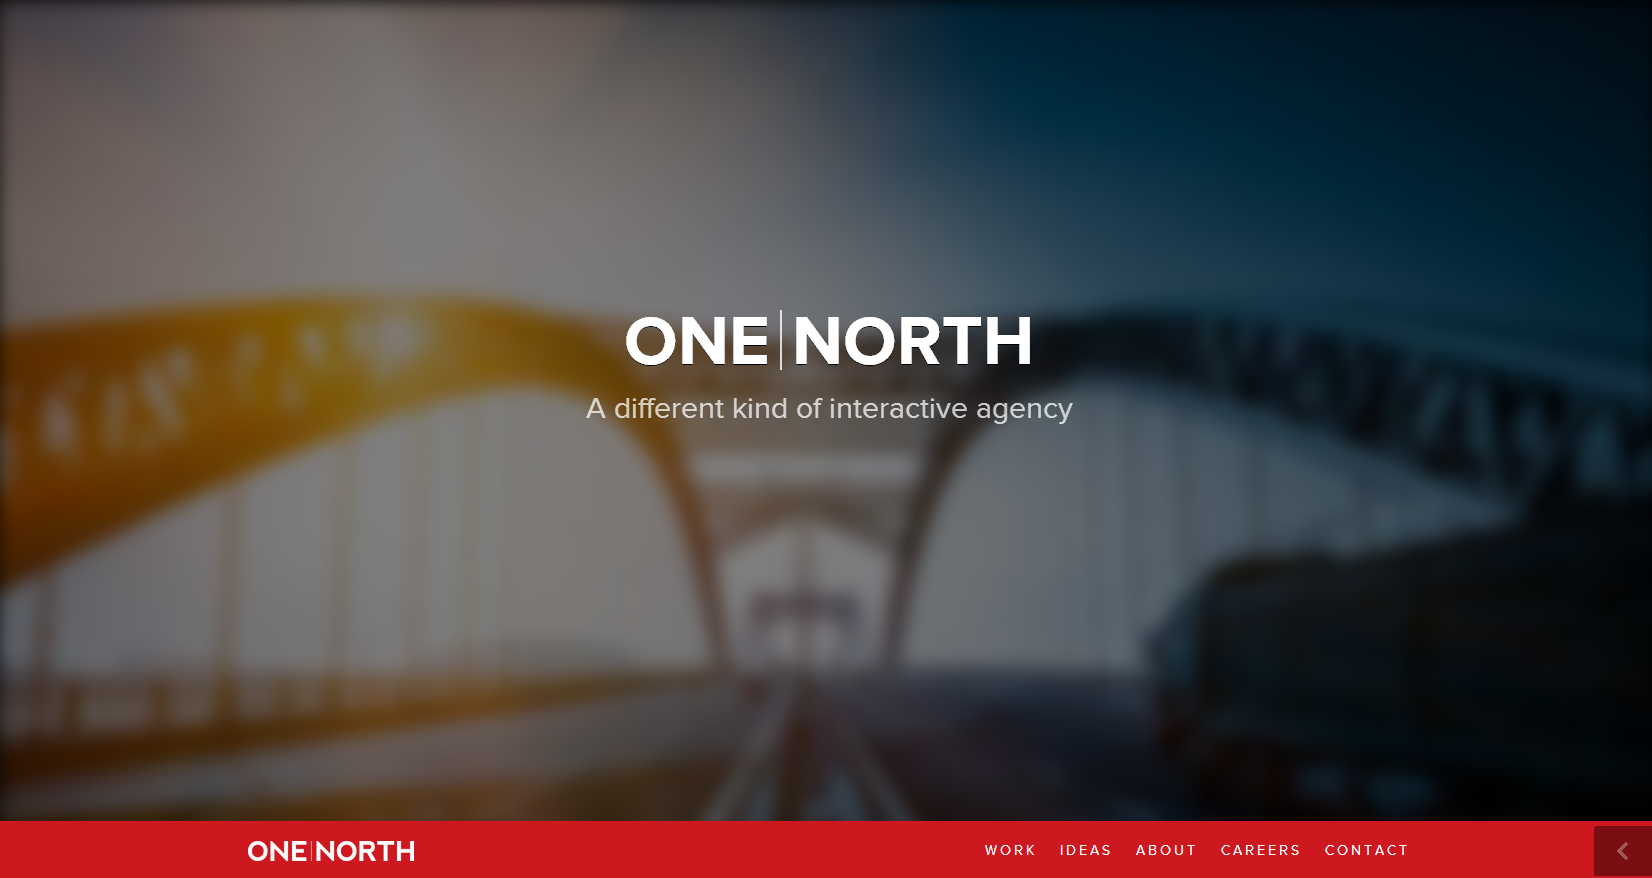 ONE|NORTH
A different kind of interactive agency
ONE|NORTH WORK IDEAS ABOUT CAREERS CONTACT